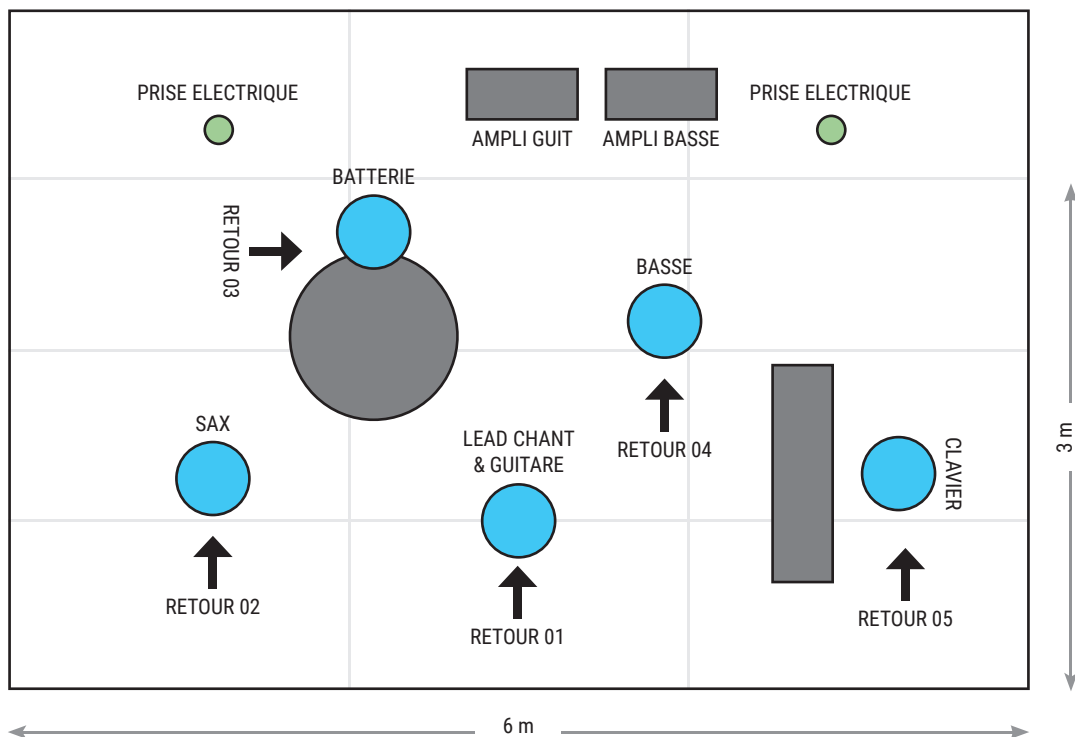 PRISE ELECTRIQUE
PRISE ELECTRIQUE
AMPLI GUIT
AMPLI BASSE
BATTERIE
RETOUR 03
BASSE
SAX
LEAD CHANT
& GUITARE
RETOUR 04
CLAVIER
RETOUR 02
RETOUR 01
RETOUR 05
3 m
6 m